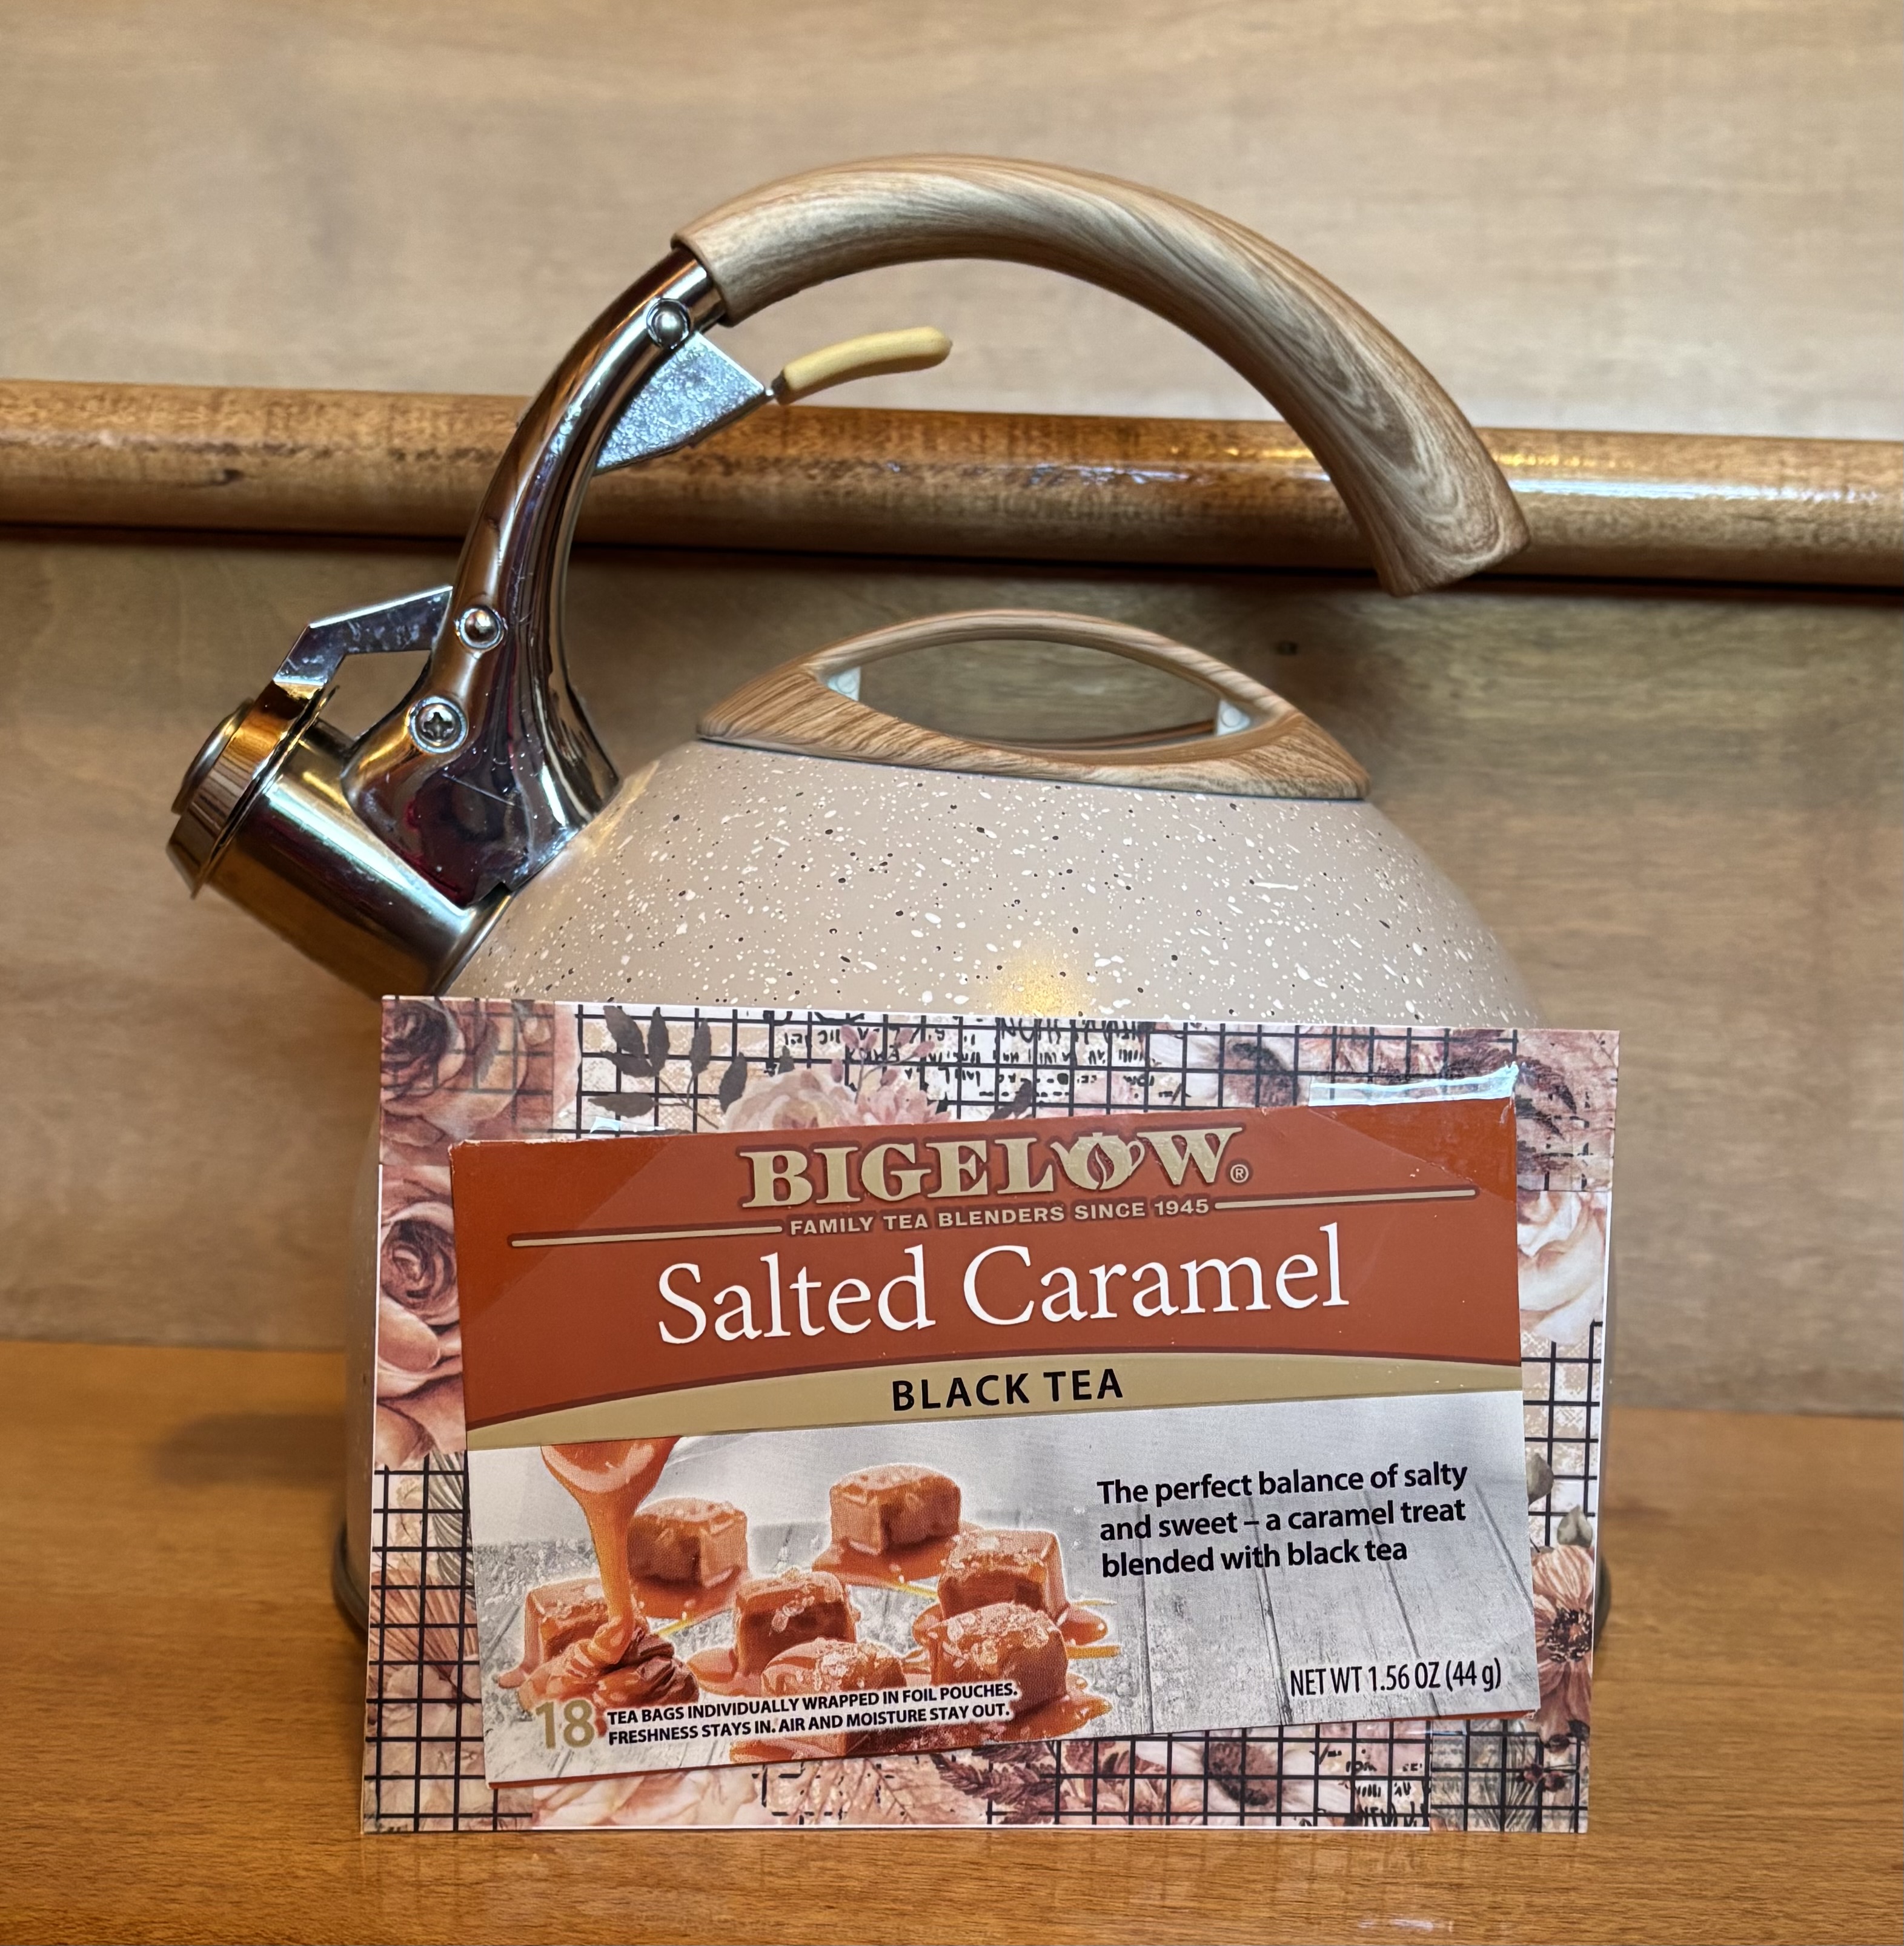 BIGELOW®
FAMILY TEA BLENDERS SINCE 1945
Salted Caramel
BLACK TEA
The perfect balance of salty
and sweet – a caramel treat
blended with black tea
NET WT 1.56 OZ (44 g)
18 TEA BAGS INDIVIDUALLY WRAPPED IN FOIL POUCHES.
FRESHNESS STAYS IN. AIR AND MOISTURE STAY OUT.